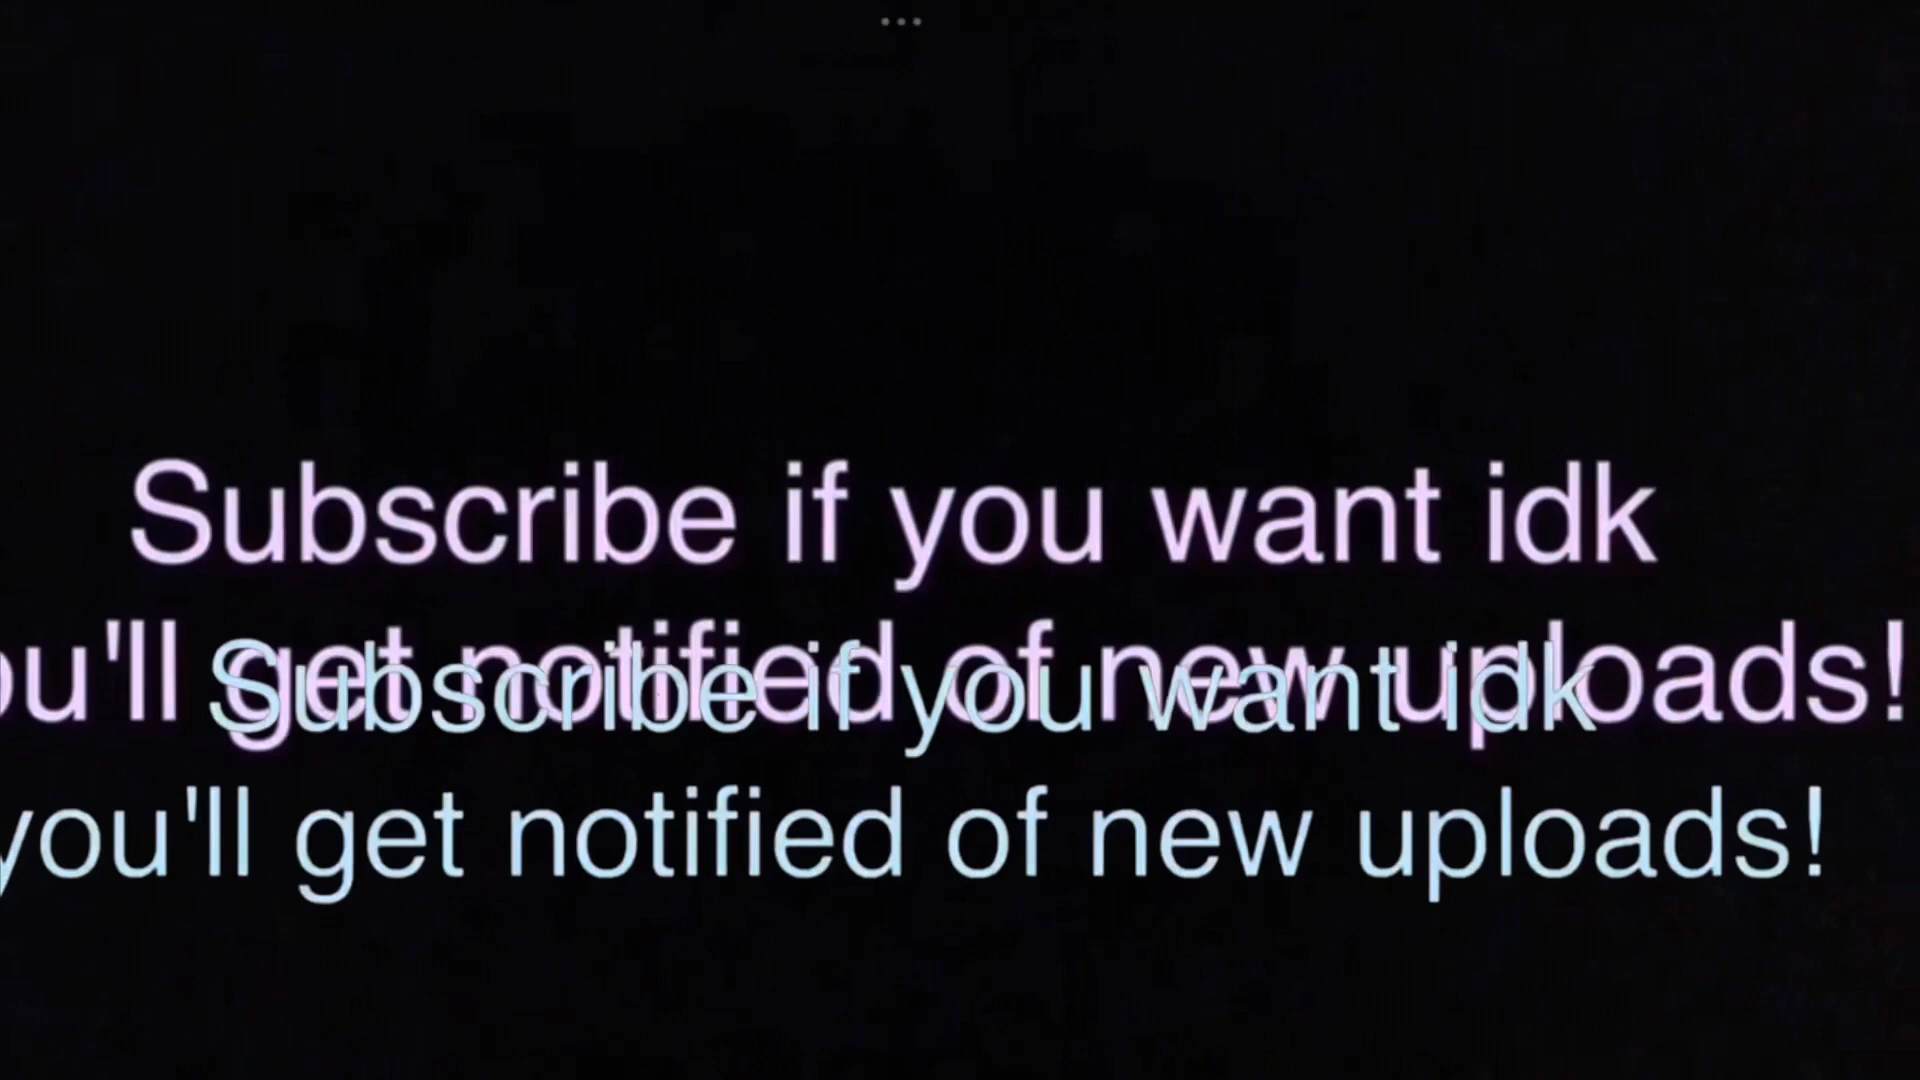 Subscribe if you want idk
ou'll get notified of new uploads!
Subscribe if you want idk
you'll get notified of new uploads!